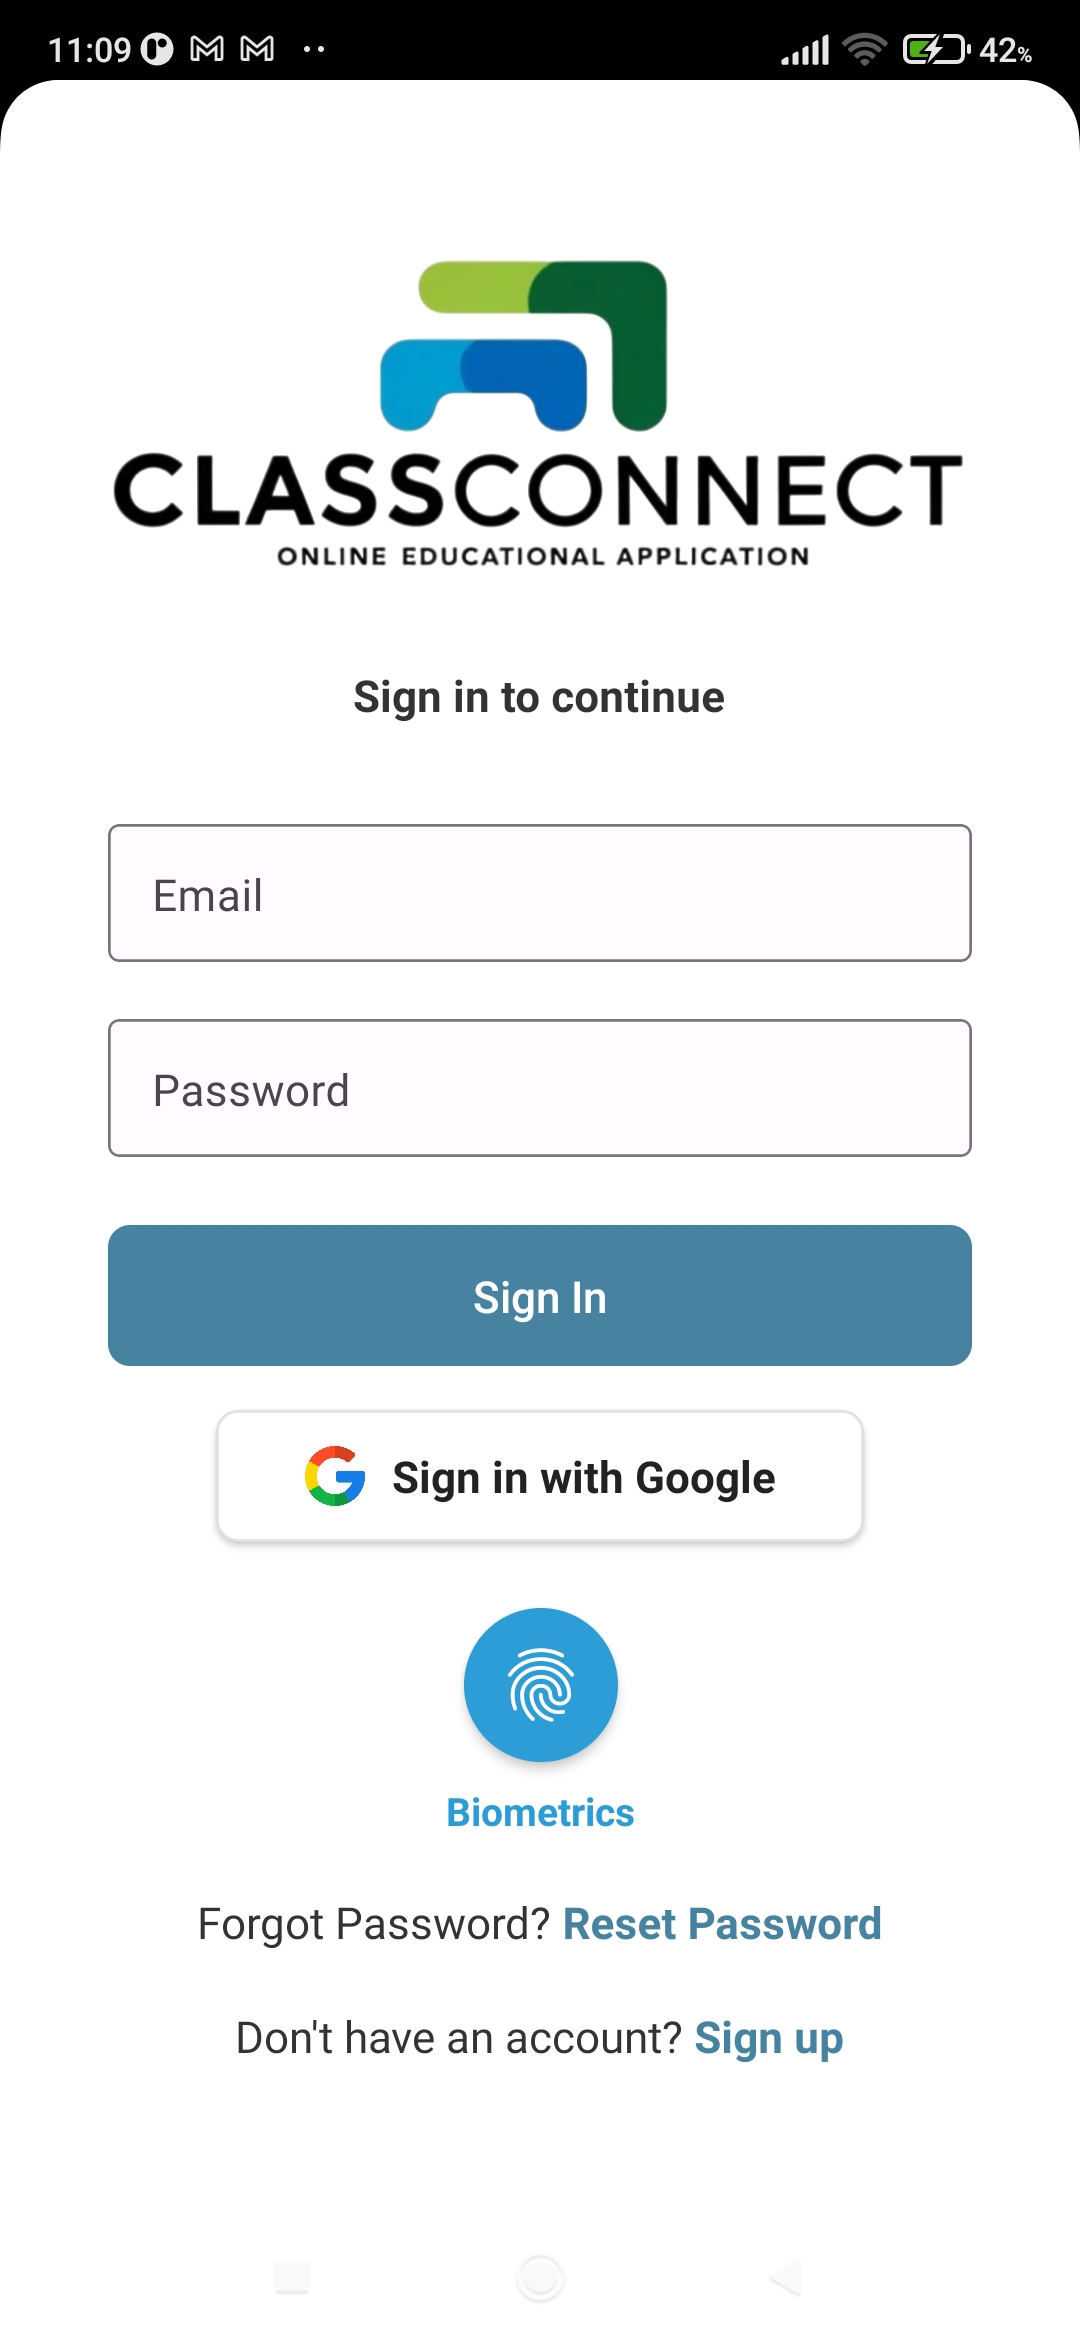 11:09 42%
CLASSCONNECT
ONLINE EDUCATIONAL APPLICATION
Sign in to continue
Email
Password
Sign In
Sign in with Google
Biometrics
Forgot Password? Reset Password
Don't have an account? Sign up